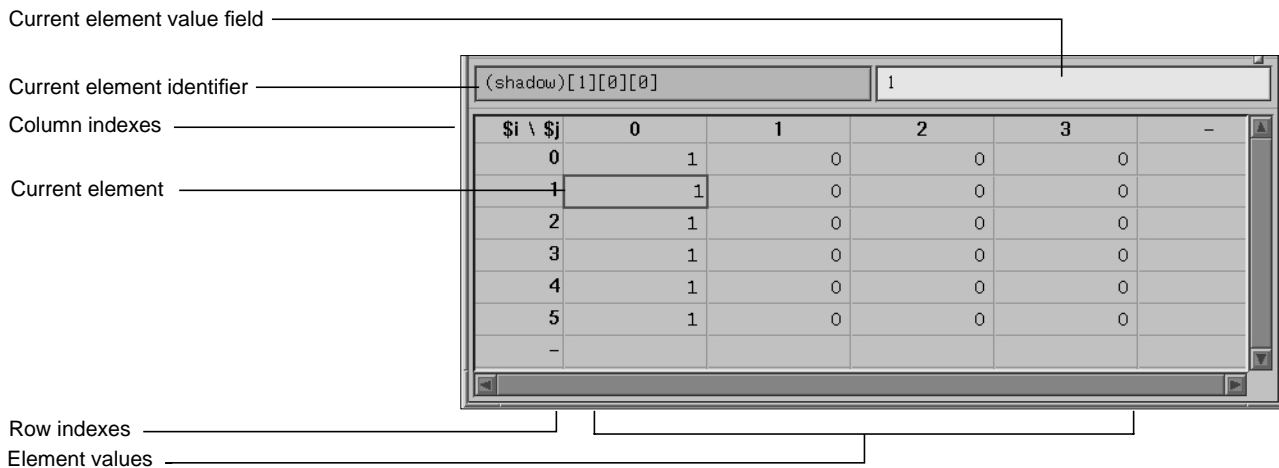 Current element value field
Current element identifier
(shadow)[1][0][0] 1
Column indexes
$i \ $j 0 1 2 3 –
0 1 0 0 0
Current element
1 1 0 0 0
2 1 0 0 0
3 1 0 0 0
4 1 0 0 0
5 1 0 0 0
–
Row indexes
Element values